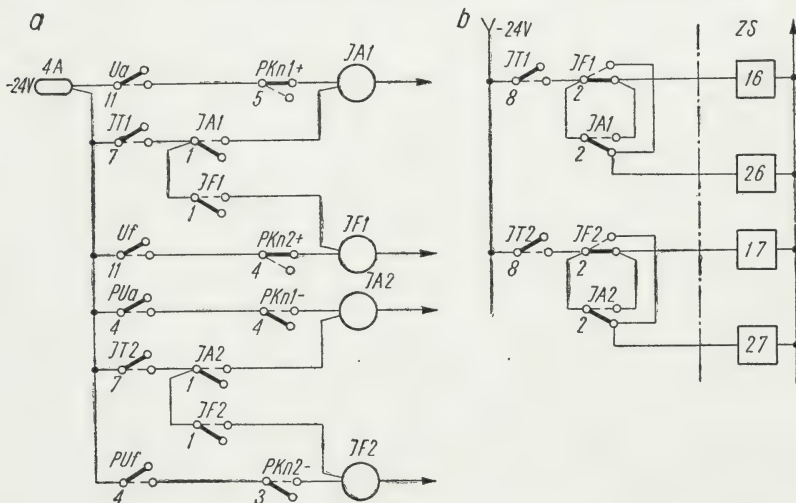 a
4A
-24V
Ua
11
PKn1+
5
JA1
JT1
7
JA1
1
JF1
1
JF1
Uf
11
PKn2+
4
JA2
PUa
4
PKn1-
4
JT2
7
JA2
1
JF2
1
JF2
PUf
4
PKn2-
3
b
-24V
ZS
JT1
8
JF1
2
16
JA1
2
26
JT2
8
JF2
2
17
JA2
2
27